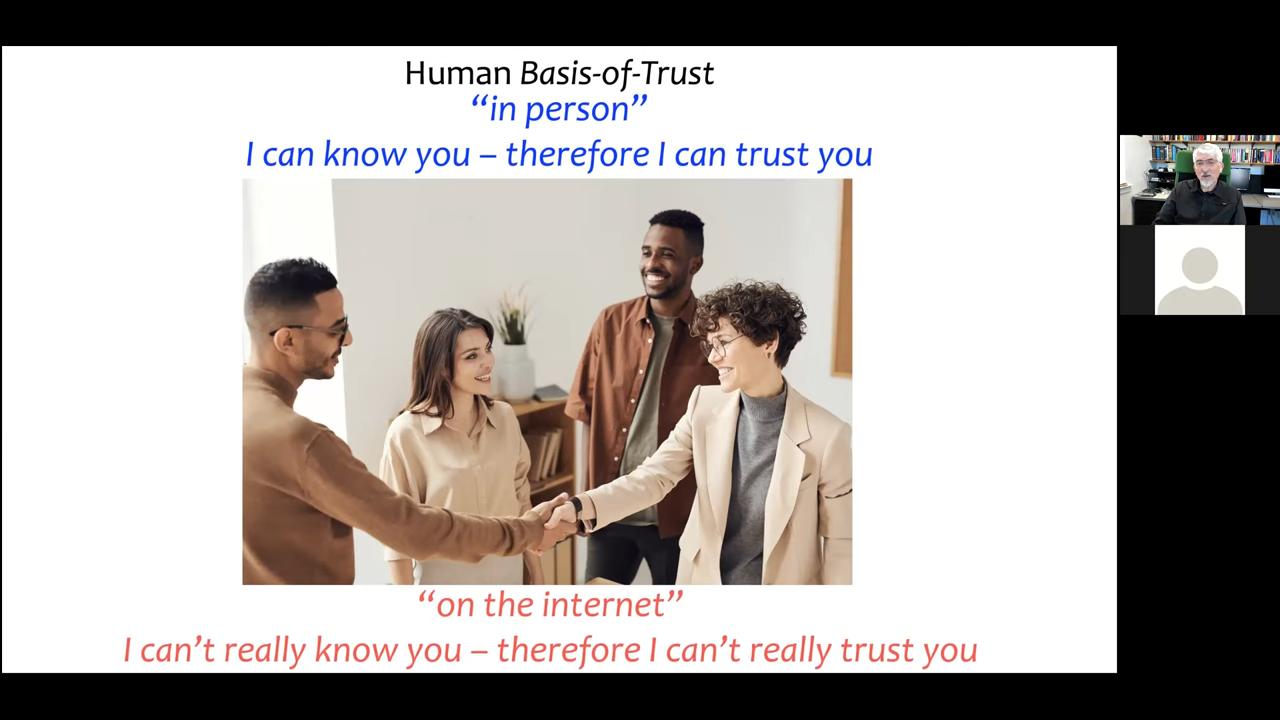 Human Basis-of-Trust
“in person”
I can know you – therefore I can trust you
“on the internet”
I can’t really know you – therefore I can’t really trust you